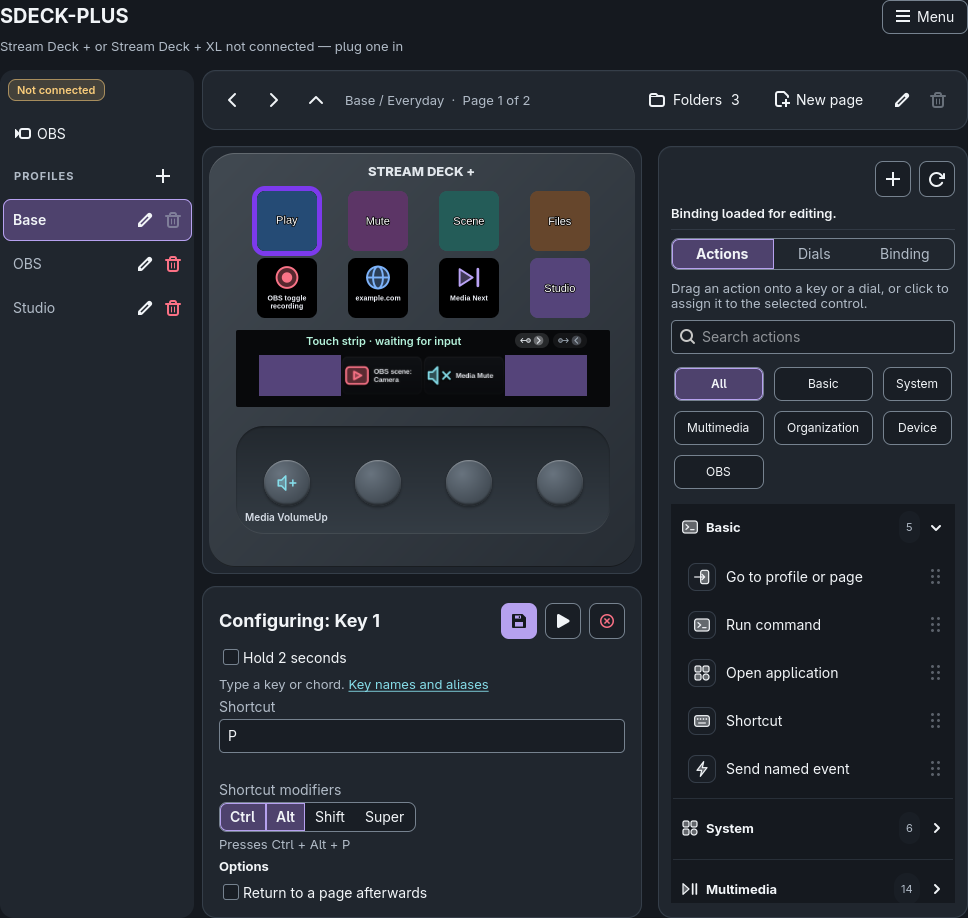 SDECK-PLUS
Menu
Stream Deck + or Stream Deck + XL not connected — plug one in
Not connected
OBS
PROFILES
Base
OBS
Studio
Base / Everyday · Page 1 of 2
Folders 3
New page
STREAM DECK +
Play
Mute
Scene
Files
OBS toggle
recording
example.com
Media Next
Studio
Touch strip · waiting for input
OBS scene:
Camera
Media Mute
Media VolumeUp
Configuring: Key 1
Hold 2 seconds
Type a key or chord. Key names and aliases
Shortcut
P
Shortcut modifiers
Ctrl
Alt
Shift
Super
Presses Ctrl + Alt + P
Options
Return to a page afterwards
Binding loaded for editing.
Actions
Dials
Binding
Drag an action onto a key or a dial, or click to
assign it to the selected control.
Search actions
All
Basic
System
Multimedia
Organization
Device
OBS
Basic
5
Go to profile or page
Run command
Open application
Shortcut
Send named event
System
6
Multimedia
14